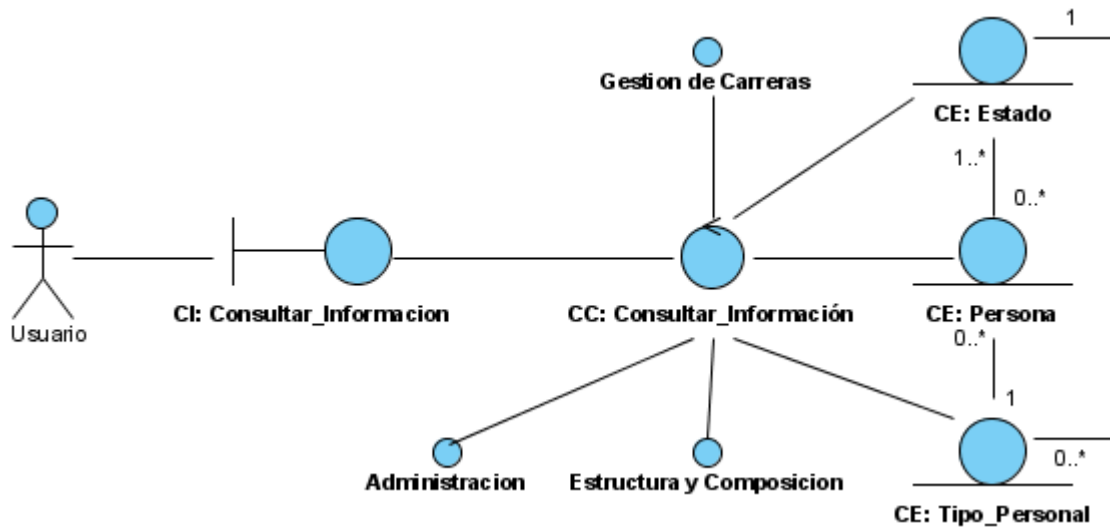 1
Gestion de Carreras
CE: Estado
1..*
0..*
Usuario
CI: Consultar_Informacion
CC: Consultar_Información
CE: Persona
0..*
1
0..*
Administracion
Estructura y Composicion
CE: Tipo_Personal